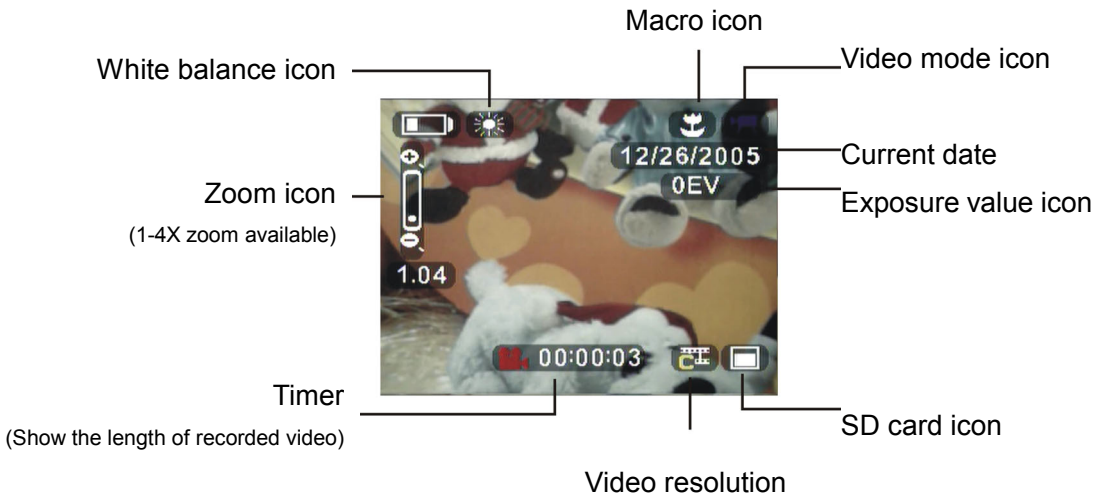 Macro icon
White balance icon
Video mode icon
12/26/2005
Current date
0EV
Zoom icon
Exposure value icon
(1-4X zoom available)
1.04
00:00:03
C
Timer
(Show the length of recorded video)
SD card icon
Video resolution